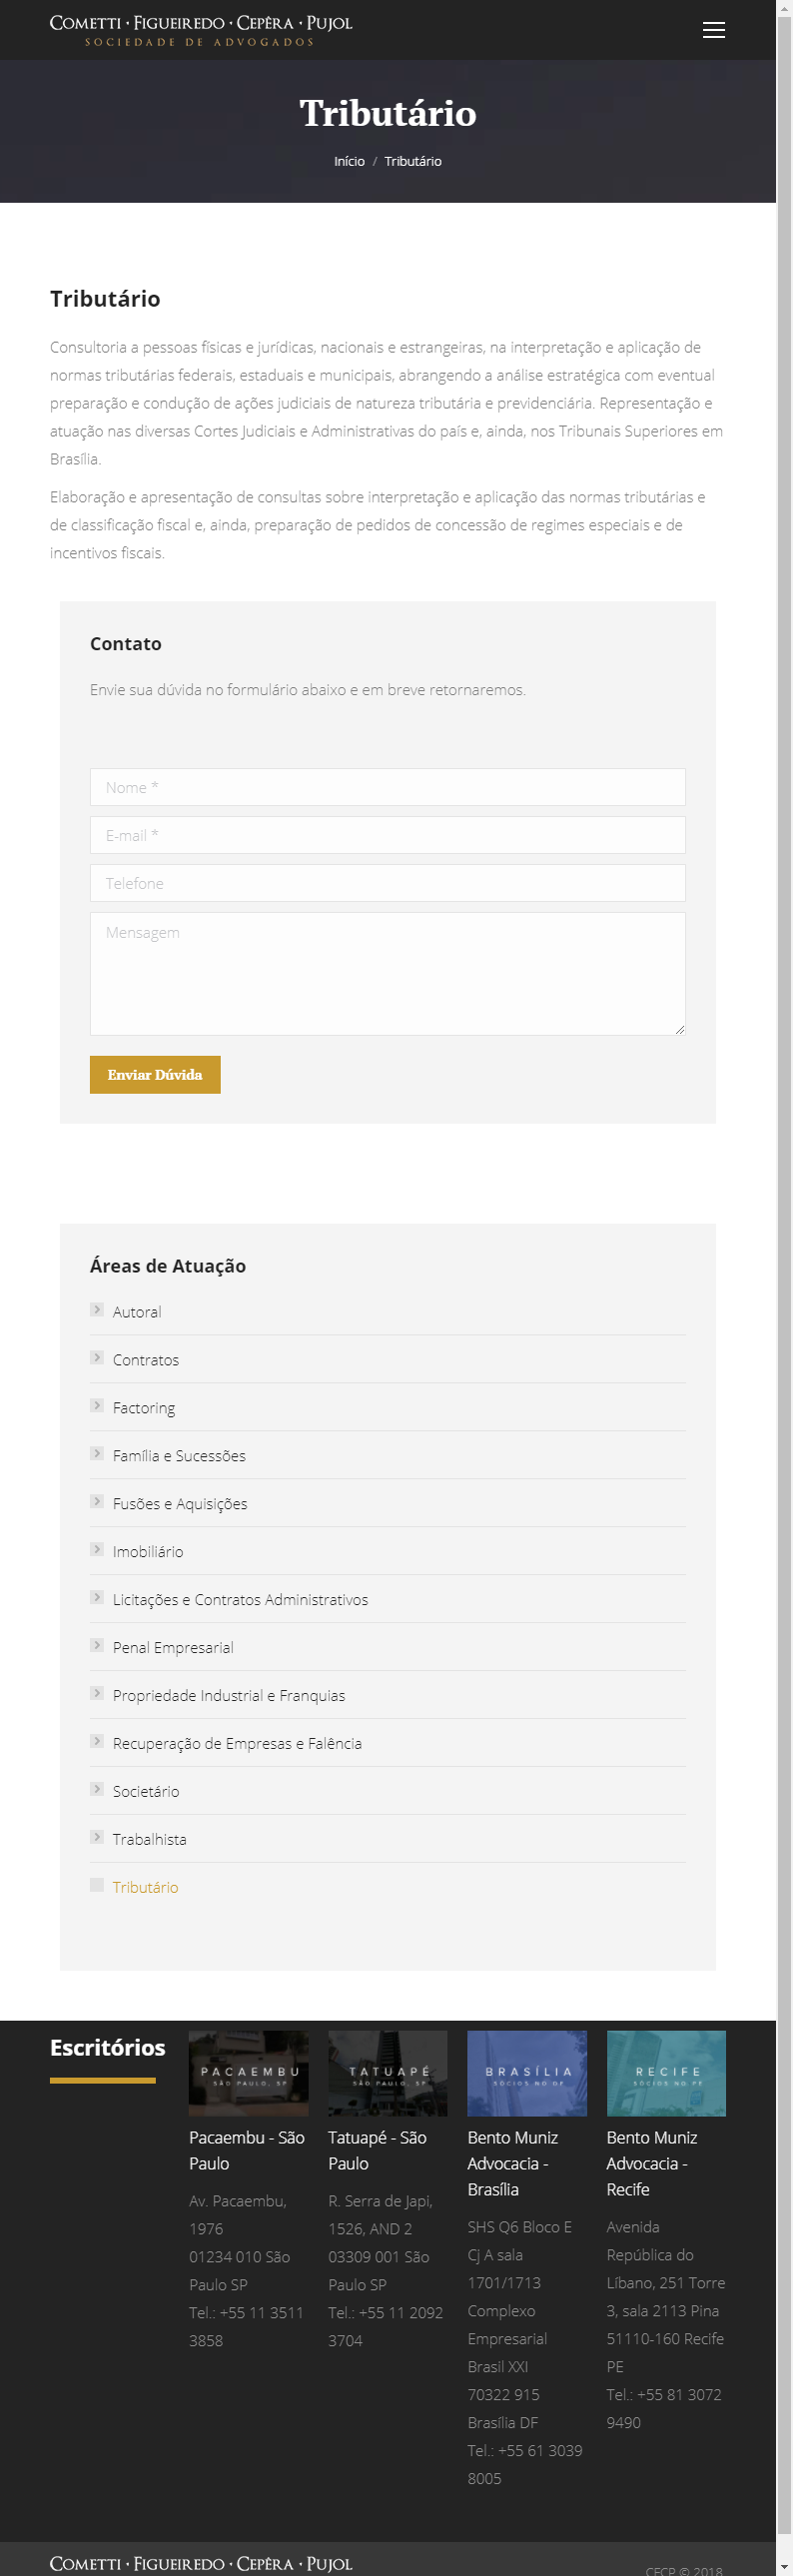 Cometti · Figueiredo · Cepêra · Pujol
SOCIEDADE DE ADVOGADOS
Tributário
Início / Tributário
Tributário
Consultoria a pessoas físicas e jurídicas, nacionais e estrangeiras, na interpretação e aplicação de
normas tributárias federais, estaduais e municipais, abrangendo a análise estratégica com eventual
preparação e condução de ações judiciais de natureza tributária e previdenciária. Representação e
atuação nas diversas Cortes Judiciais e Administrativas do país e, ainda, nos Tribunais Superiores em
Brasília.
Elaboração e apresentação de consultas sobre interpretação e aplicação das normas tributárias e
de classificação fiscal e, ainda, preparação de pedidos de concessão de regimes especiais e de
incentivos fiscais.
Contato
Envie sua dúvida no formulário abaixo e em breve retornaremos.
Nome *
E-mail *
Telefone
Mensagem
Enviar Dúvida
Áreas de Atuação
Autoral
Contratos
Factoring
Família e Sucessões
Fusões e Aquisições
Imobiliário
Licitações e Contratos Administrativos
Penal Empresarial
Propriedade Industrial e Franquias
Recuperação de Empresas e Falência
Societário
Trabalhista
Tributário
Escritórios
PACAEMBU
SÃO PAULO, SP
Pacaembu - São
Paulo
Av. Pacaembu,
1976
01234 010 São
Paulo SP
Tel.: +55 11 3511
3858
TATUAPÉ
SÃO PAULO, SP
Tatuapé - São
Paulo
R. Serra de Japi,
1526, AND 2
03309 001 São
Paulo SP
Tel.: +55 11 2092
3704
BRASÍLIA
SÓCIOS NO DF
Bento Muniz
Advocacia -
Brasília
SHS Q6 Bloco E
Cj A sala
1701/1713
Complexo
Empresarial
Brasil XXI
70322 915
Brasília DF
Tel.: +55 61 3039
8005
RECIFE
SÓCIOS NO PE
Bento Muniz
Advocacia -
Recife
Avenida
República do
Líbano, 251 Torre
3, sala 2113 Pina
51110-160 Recife
PE
Tel.: +55 81 3072
9490
Cometti · Figueiredo · Cepêra · Pujol
CFCP © 2018